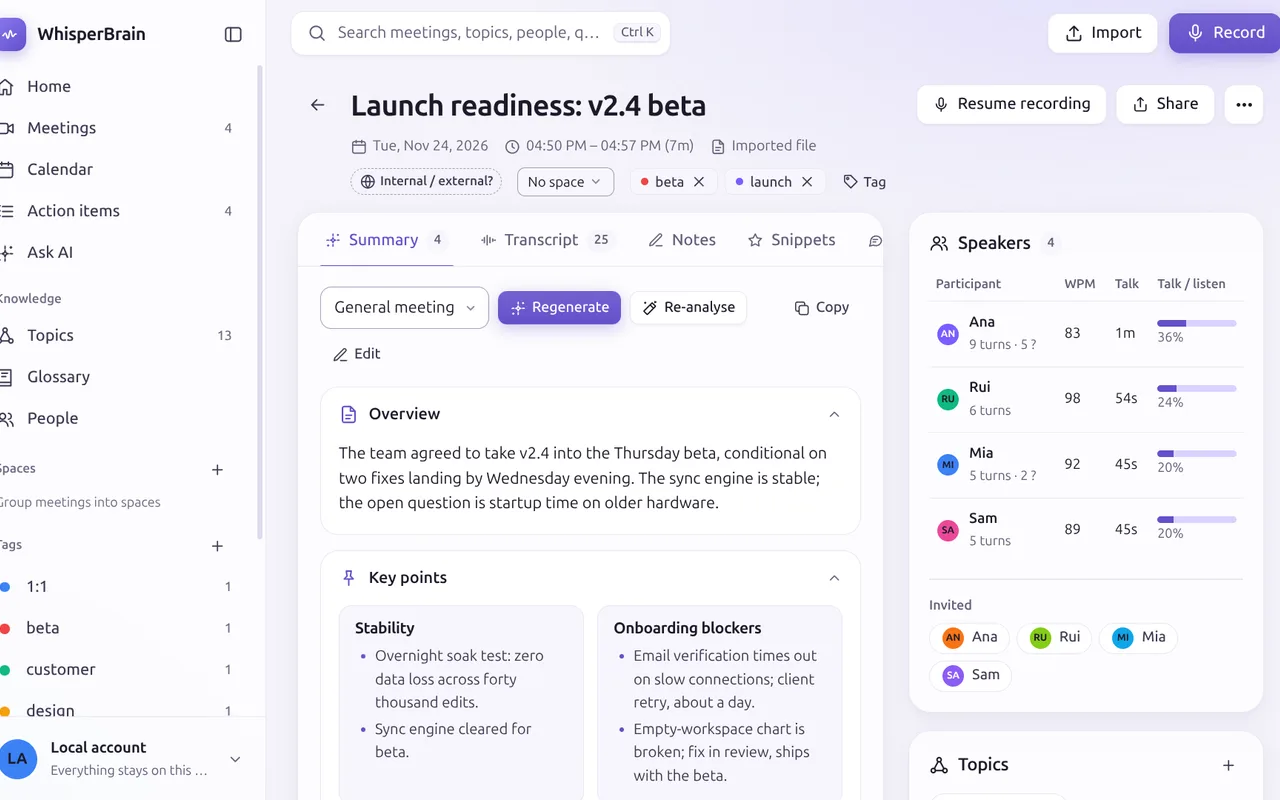 WhisperBrain
Search meetings, topics, people, q… Ctrl K
Import
Record
Home
Meetings 4
Calendar
Action items 4
Ask AI
Knowledge
Topics 13
Glossary
People
Spaces
Group meetings into spaces
Tags
1:1 1
beta 1
customer 1
design 1
LA
Local account
Everything stays on this …
Launch readiness: v2.4 beta
Resume recording
Share
Tue, Nov 24, 2026 04:50 PM – 04:57 PM (7m) Imported file
Internal / external? No space beta launch Tag
Summary 4 Transcript 25 Notes Snippets
General meeting Regenerate Re-analyse Copy
Edit
Overview
The team agreed to take v2.4 into the Thursday beta, conditional on
two fixes landing by Wednesday evening. The sync engine is stable;
the open question is startup time on older hardware.
Key points
Stability
Overnight soak test: zero
data loss across forty
thousand edits.
Sync engine cleared for
beta.
Onboarding blockers
Email verification times out
on slow connections; client
retry, about a day.
Empty-workspace chart is
broken; fix in review, ships
with the beta.
Speakers 4
Participant WPM Talk Talk / listen
AN Ana 83 1m 36%
9 turns · 5 ?
RU Rui 98 54s 24%
6 turns
MI Mia 92 45s 20%
5 turns · 2 ?
SA Sam 89 45s 20%
5 turns
Invited
AN Ana RU Rui MI Mia
SA Sam
Topics